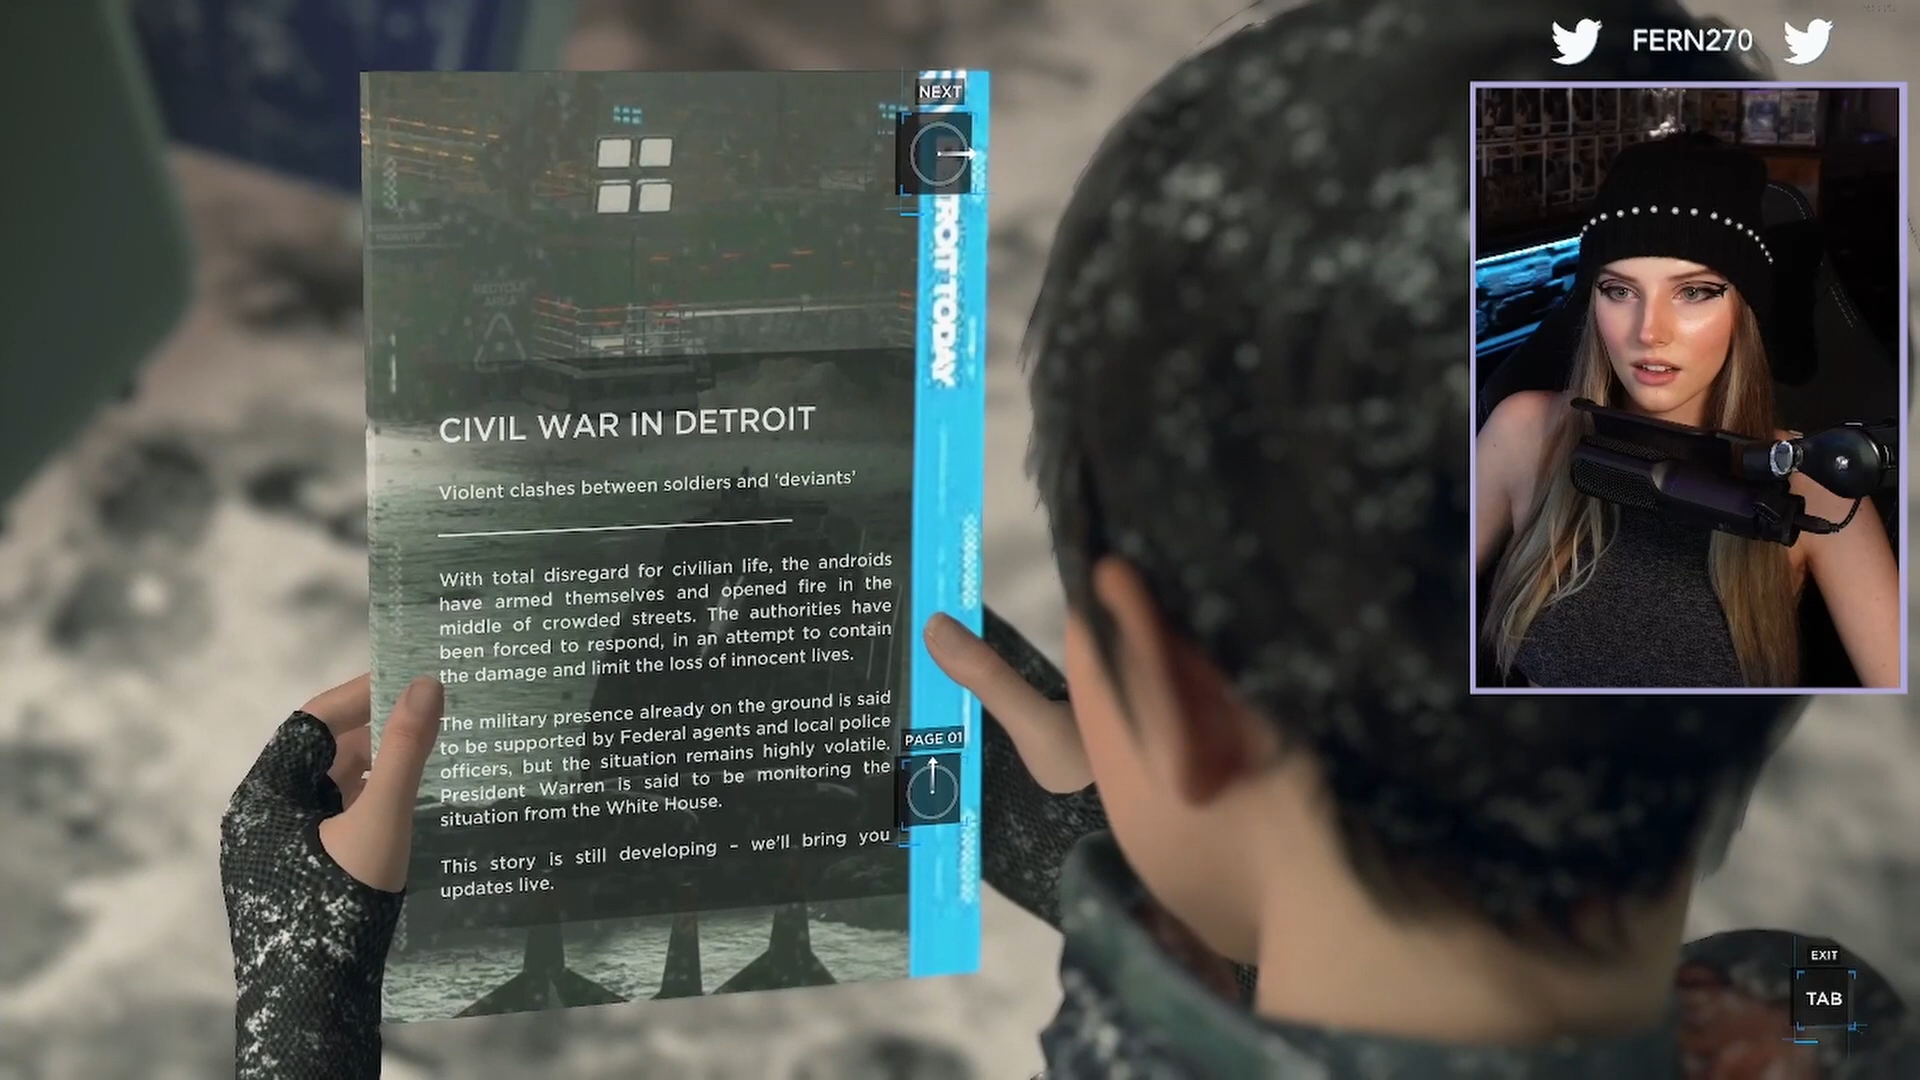 FERN270
NEXT
ROIT TODAY
RECYCLE
AREA
CIVIL WAR IN DETROIT
Violent clashes between soldiers and ‘deviants’
With total disregard for civilian life, the androids
have armed themselves and opened fire in the
middle of crowded streets. The authorities have
been forced to respond, in an attempt to contain
the damage and limit the loss of innocent lives.
The military presence already on the ground is said
to be supported by Federal agents and local police
officers, but the situation remains highly volatile.
President Warren is said to be monitoring the
situation from the White House.
This story is still developing – we’ll bring you
updates live.
PAGE 01
EXIT
TAB